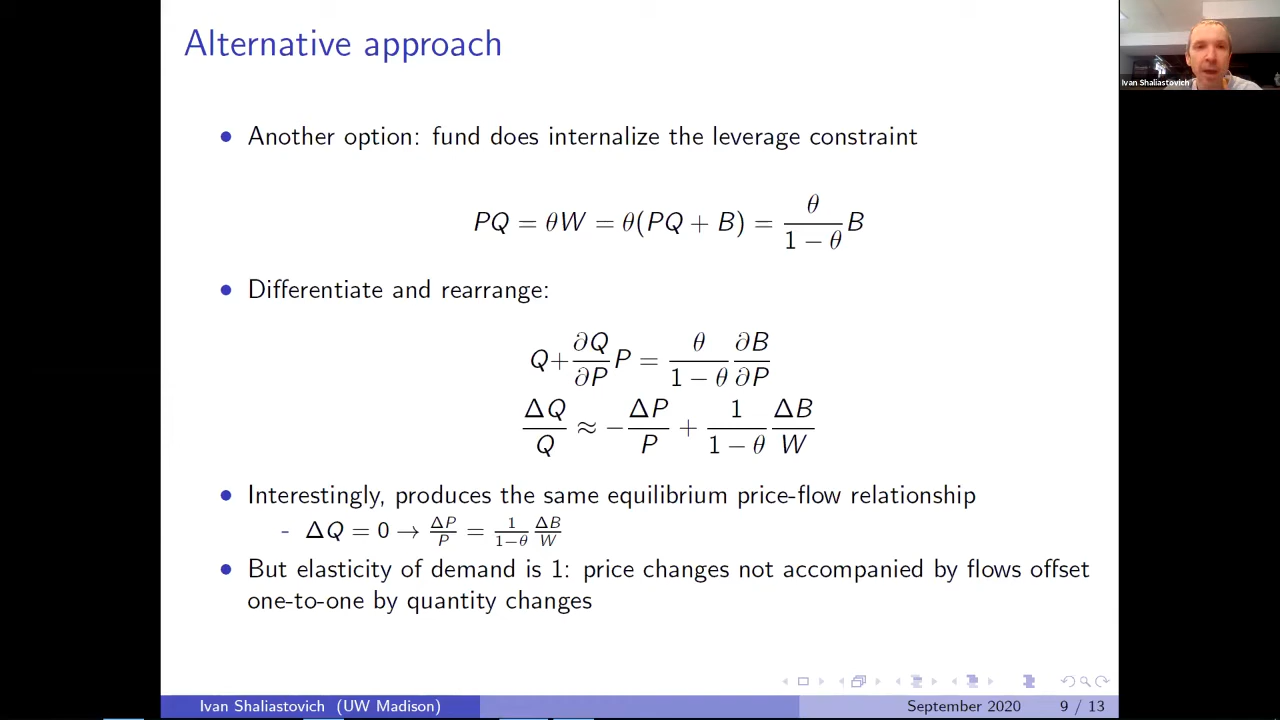 Alternative approach
Ivan Shaliastovich
• Another option: fund does internalize the leverage constraint
PQ = θW = θ(PQ + B) = θ/(1 − θ) B
• Differentiate and rearrange:
Q+ ∂Q/∂P P = θ/(1 − θ) ∂B/∂P
ΔQ/Q ≈ − ΔP/P + 1/(1 − θ) ΔB/W
• Interestingly, produces the same equilibrium price-flow relationship
- ΔQ = 0 → ΔP/P = 1/(1−θ) ΔB/W
• But elasticity of demand is 1: price changes not accompanied by flows offset
one-to-one by quantity changes
Ivan Shaliastovich (UW Madison)
September 2020 9 / 13